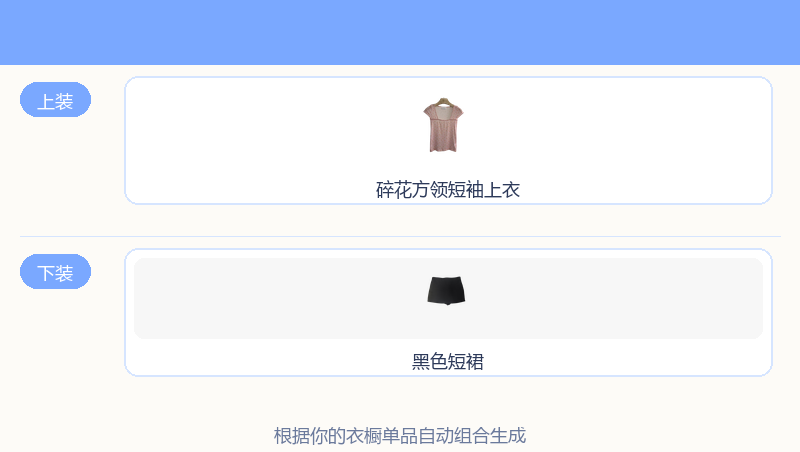 上装
碎花方领短袖上衣
下装
黑色短裙
根据你的衣橱单品自动组合生成